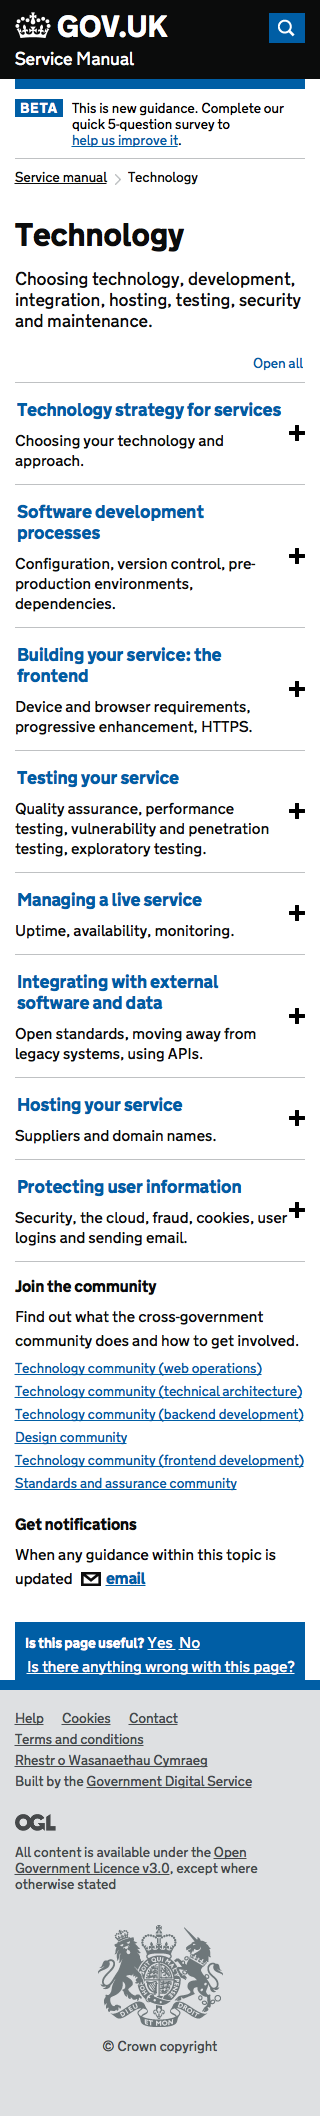 GOV.UK
Service Manual
BETA This is new guidance. Complete our
quick 5-question survey to
help us improve it.
Service manual Technology
Technology
Choosing technology, development,
integration, hosting, testing, security
and maintenance.
Open all
Technology strategy for services
Choosing your technology and
approach.
Software development
processes
Configuration, version control, pre-
production environments,
dependencies.
Building your service: the
frontend
Device and browser requirements,
progressive enhancement, HTTPS.
Testing your service
Quality assurance, performance
testing, vulnerability and penetration
testing, exploratory testing.
Managing a live service
Uptime, availability, monitoring.
Integrating with external
software and data
Open standards, moving away from
legacy systems, using APIs.
Hosting your service
Suppliers and domain names.
Protecting user information
Security, the cloud, fraud, cookies, user
logins and sending email.
Join the community
Find out what the cross-government
community does and how to get involved.
Technology community (web operations)
Technology community (technical architecture)
Technology community (backend development)
Design community
Technology community (frontend development)
Standards and assurance community
Get notifications
When any guidance within this topic is
updated email
Is this page useful? Yes No
Is there anything wrong with this page?
Help Cookies Contact
Terms and conditions
Rhestr o Wasanaethau Cymraeg
Built by the Government Digital Service
OGL
All content is available under the Open
Government Licence v3.0, except where
otherwise stated
DIEU ET MON DROIT
© Crown copyright